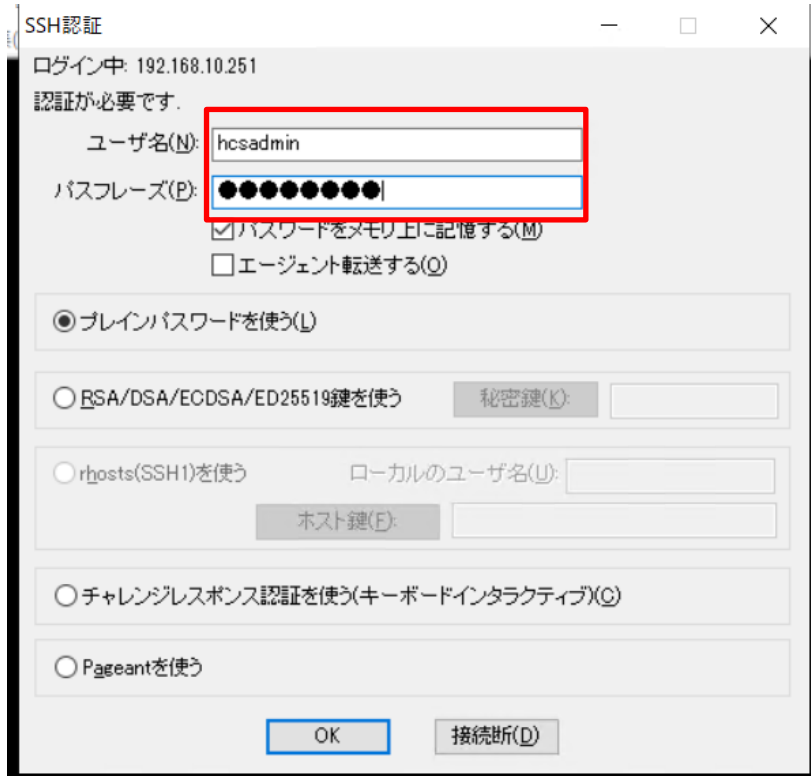 SSH認証
ログイン中: 192.168.10.251
認証が必要です.
ユーザ名(N): hcsadmin
パスフレーズ(P): ●●●●●●●●
パスワードをメモリ上に記憶する(M)
エージェント転送する(O)
プレインパスワードを使う(L)
RSA/DSA/ECDSA/ED25519鍵を使う 秘密鍵(K):
rhosts(SSH1)を使う ローカルのユーザ名(U):
ホスト鍵(F):
チャレンジレスポンス認証を使う(キーボードインタラクティブ)(C)
Pageantを使う
OK 接続断(D)